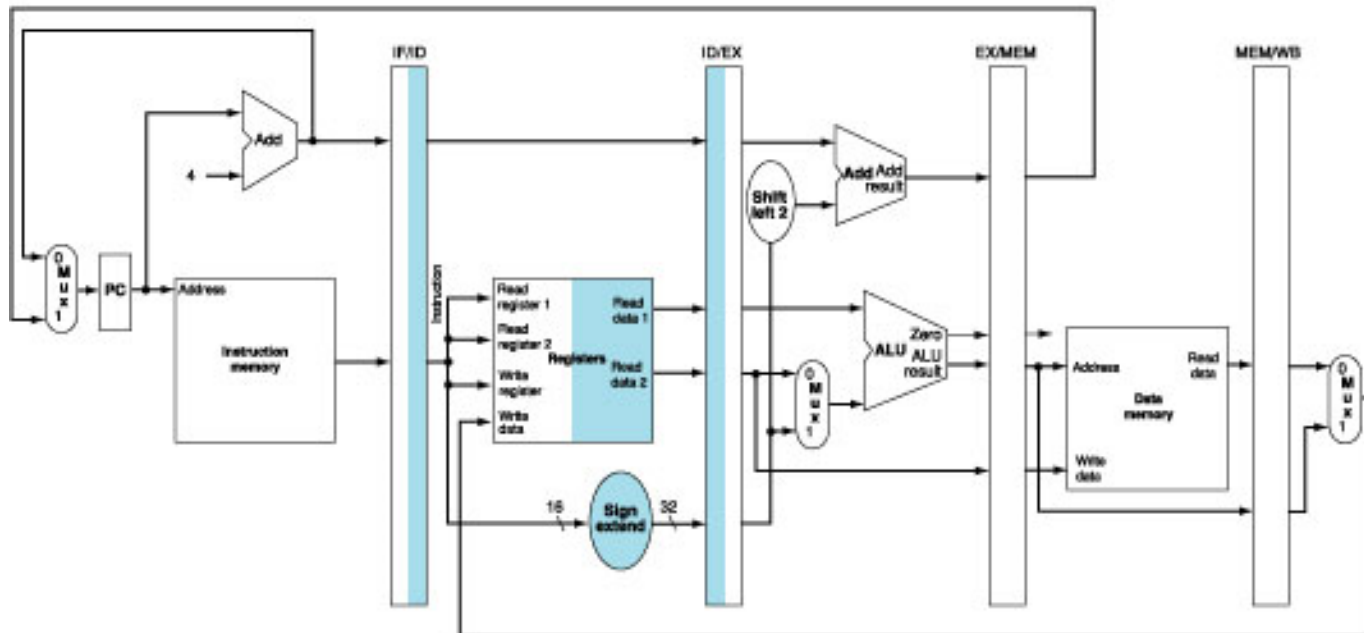 IF/ID
ID/EX
EX/MEM
MEM/WB
Add
4
Shift
left 2
Add
Add
result
0
M
u
x
1
PC
Address
Instruction
memory
Instruction
Read
register 1
Read
register 2
Write
register
Write
data
Registers
Read
data 1
Read
data 2
16
Sign
extend
32
0
M
u
x
1
ALU
Zero
ALU
result
Address
Write
data
Data
memory
Read
data
0
M
u
x
1